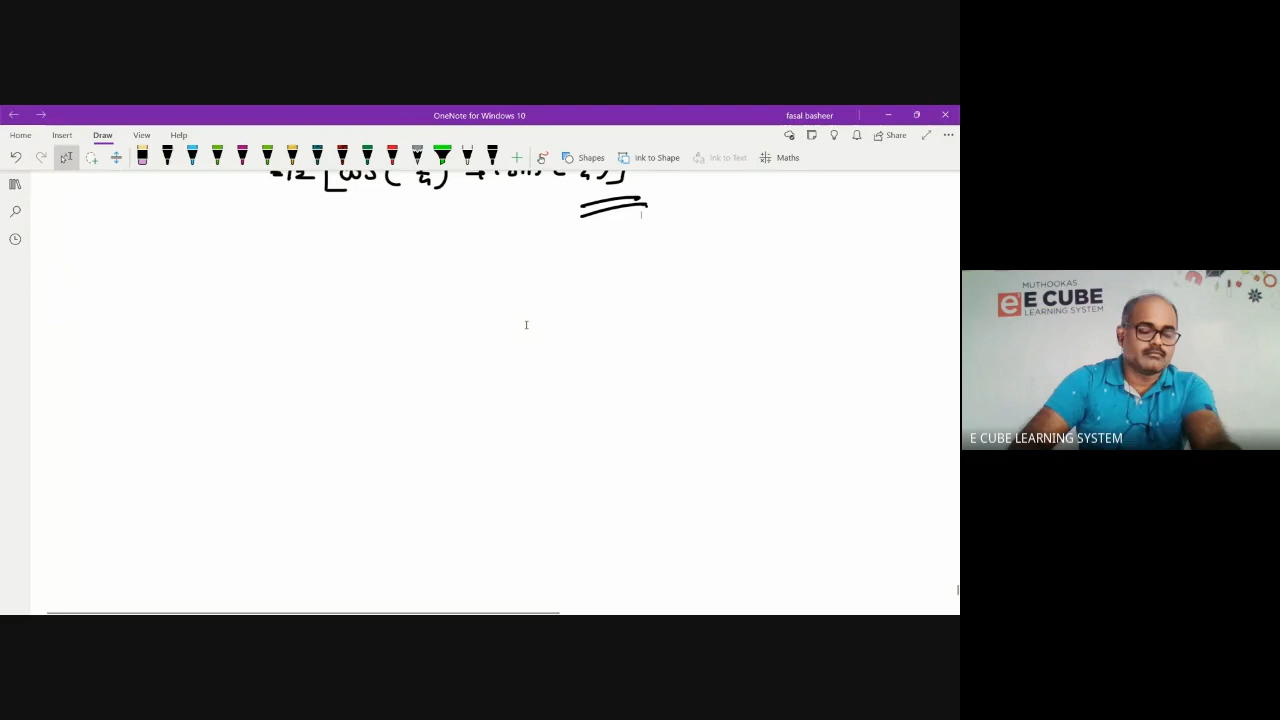 OneNote for Windows 10
fasal basheer
Home Insert Draw View Help
Share
Shapes Ink to Shape Ink to Text Maths
MUTHOOKAS
e E CUBE
LEARNING SYSTEM
E CUBE LEARNING SYSTEM